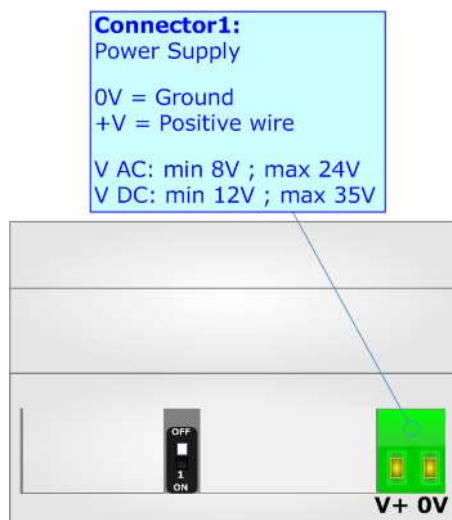 Connector1:
Power Supply
0V = Ground
+V = Positive wire
V AC: min 8V ; max 24V
V DC: min 12V ; max 35V
OFF
1
ON
V+ 0V